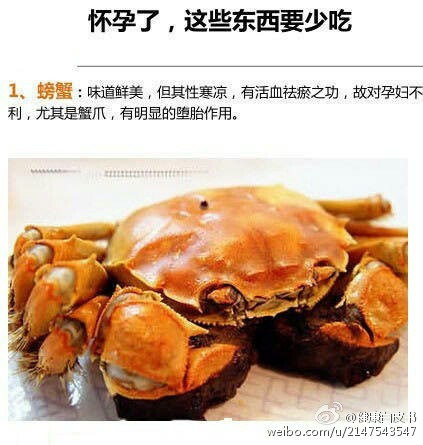 怀孕了，这些东西要少吃
1、螃蟹：味道鲜美，但其性寒凉，有活血祛瘀之功，故对孕妇不
利，尤其是蟹爪，有明显的堕胎作用。
weibo.com/u/2147543547